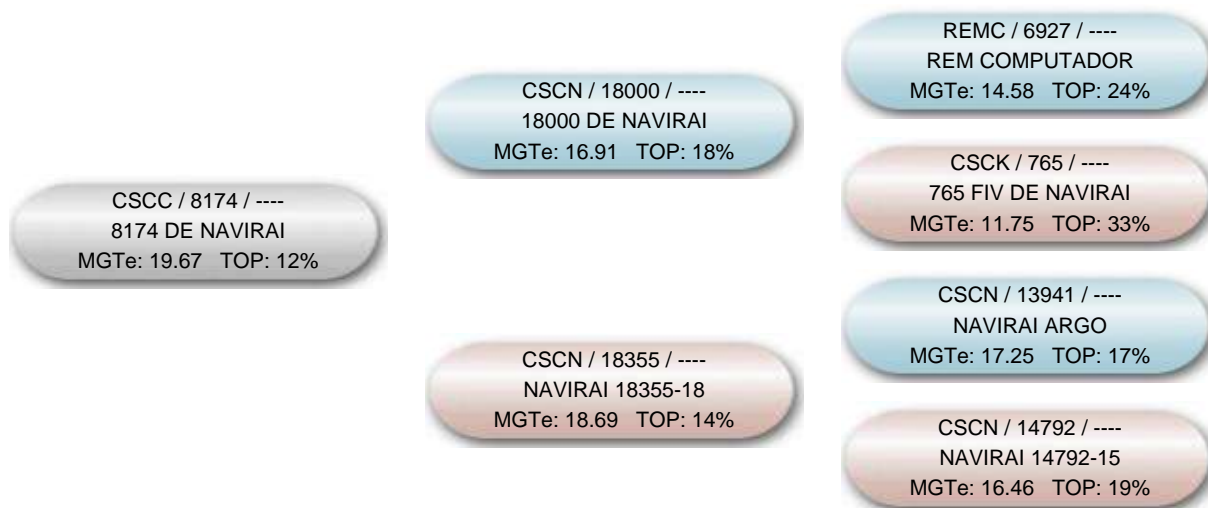 CSCC / 8174 / ----
8174 DE NAVIRAI
MGTe: 19.67 TOP: 12%
CSCN / 18000 / ----
18000 DE NAVIRAI
MGTe: 16.91 TOP: 18%
CSCN / 18355 / ----
NAVIRAI 18355-18
MGTe: 18.69 TOP: 14%
REMC / 6927 / ----
REM COMPUTADOR
MGTe: 14.58 TOP: 24%
CSCK / 765 / ----
765 FIV DE NAVIRAI
MGTe: 11.75 TOP: 33%
CSCN / 13941 / ----
NAVIRAI ARGO
MGTe: 17.25 TOP: 17%
CSCN / 14792 / ----
NAVIRAI 14792-15
MGTe: 16.46 TOP: 19%